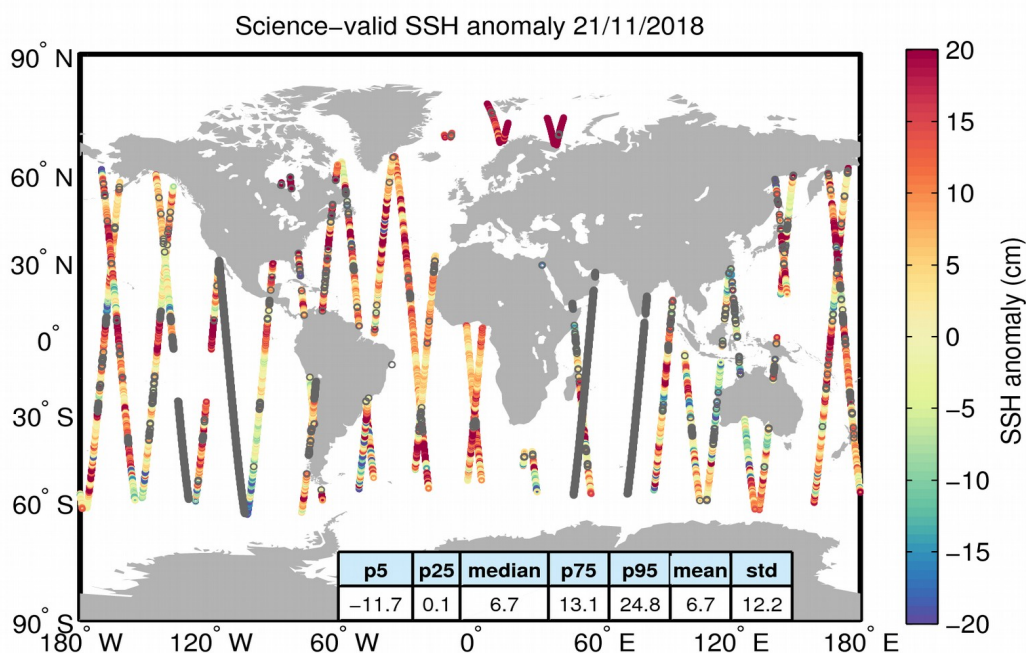 Science−valid SSH anomaly 21/11/2018
90° N
60° N
30° N
0°
30° S
60° S
90° S
180° W
120° W
60° W
0°
60° E
120° E
180° E
p5 p25 median p75 p95 mean std
−11.7 0.1 6.7 13.1 24.8 6.7 12.2
20
15
10
5
0
−5
−10
−15
−20
SSH anomaly (cm)